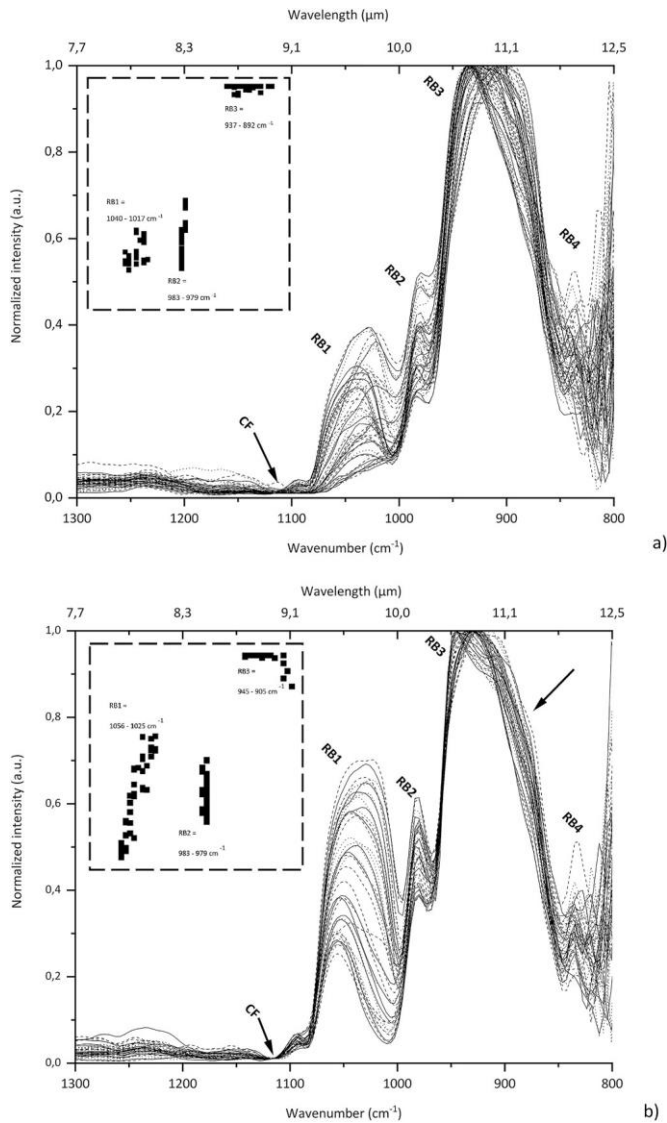 Wavelength (µm)
7,7 8,3 9,1 10,0 11,1 12,5
1,0
0,8
0,6
0,4
0,2
0,0
Normalized intensity (a.u.)
RB3 =
937 - 892 cm⁻¹
RB1 =
1040 - 1017 cm⁻¹
RB2 =
983 - 979 cm⁻¹
CF
RB1
RB2
RB3
RB4
1300 1200 1100 1000 900 800
Wavenumber (cm⁻¹)
a)
Wavelength (µm)
7,7 8,3 9,1 10,0 11,1 12,5
1,0
0,8
0,6
0,4
0,2
0,0
Normalized intensity (a.u.)
RB3 =
945 - 905 cm⁻¹
RB1 =
1056 - 1025 cm⁻¹
RB2 =
983 - 979 cm⁻¹
CF
RB1
RB2
RB3
RB4
1300 1200 1100 1000 900 800
Wavenumber (cm⁻¹)
b)